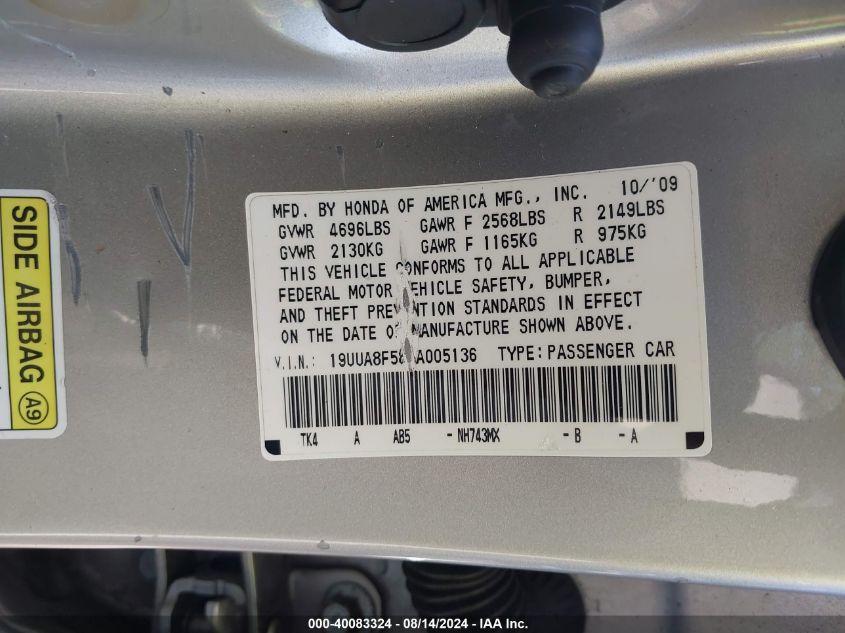 SIDE AIRBAG A9
MFD. BY HONDA OF AMERICA MFG., INC. 10/'09
GVWR 4696LBS GAWR F 2568LBS R 2149LBS
GVWR 2130KG GAWR F 1165KG R 975KG
THIS VEHICLE CONFORMS TO ALL APPLICABLE
FEDERAL MOTOR VEHICLE SAFETY, BUMPER,
AND THEFT PREVENTION STANDARDS IN EFFECT
ON THE DATE OF MANUFACTURE SHOWN ABOVE.
V.I.N.: TYPE:PASSENGER CAR
TK4 A AB5 - NH743MX - B - A
000-40083324 - 08/14/2024 - IAA Inc.